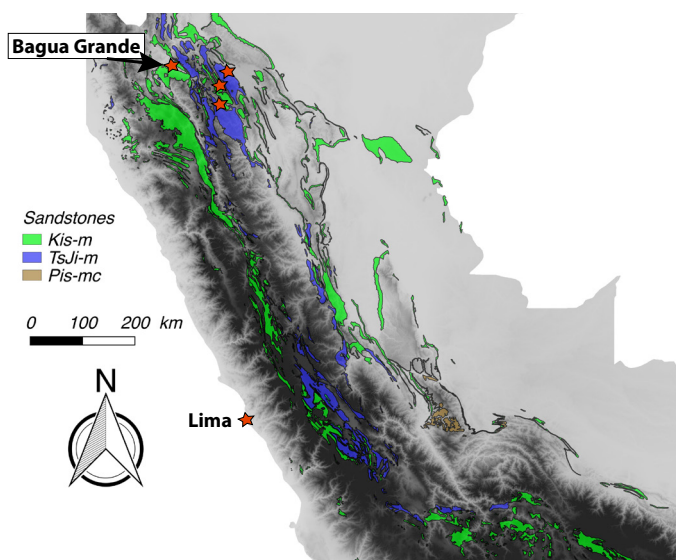 Bagua Grande
Sandstones
Kis-m
TsJi-m
Pis-mc
0 100 200 km
N
Lima